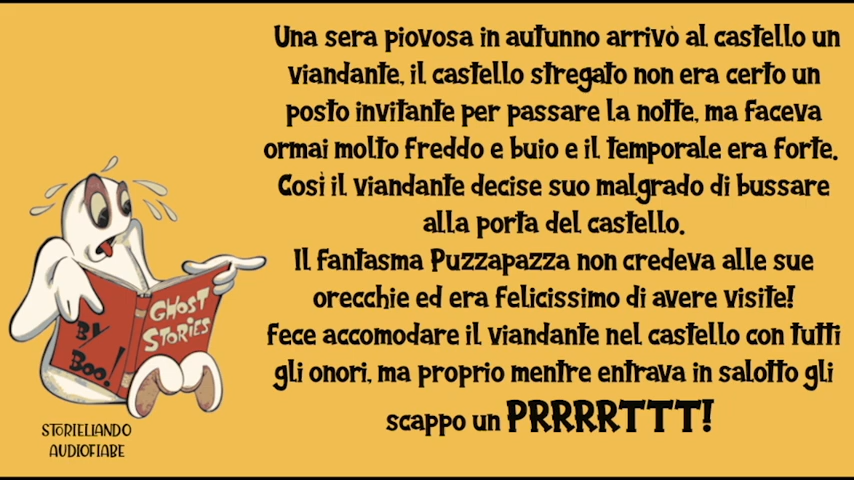 Una sera piovosa in autunno arrivò al castello un
viandante, il castello stregato non era certo un
posto invitante per passare la notte, ma faceva
ormai molto freddo e buio e il temporale era forte.
Così il viandante decise suo malgrado di bussare
alla porta del castello.
Il fantasma Puzzapazza non credeva alle sue
orecchie ed era felicissimo di avere visite!
Fece accomodare il viandante nel castello con tutti
gli onori, ma proprio mentre entrava in salotto gli
scappo un PRRRRTTT!
GHOST
STORIES
BY
BOO!
STORIELLANDO
AUDIOFIABE